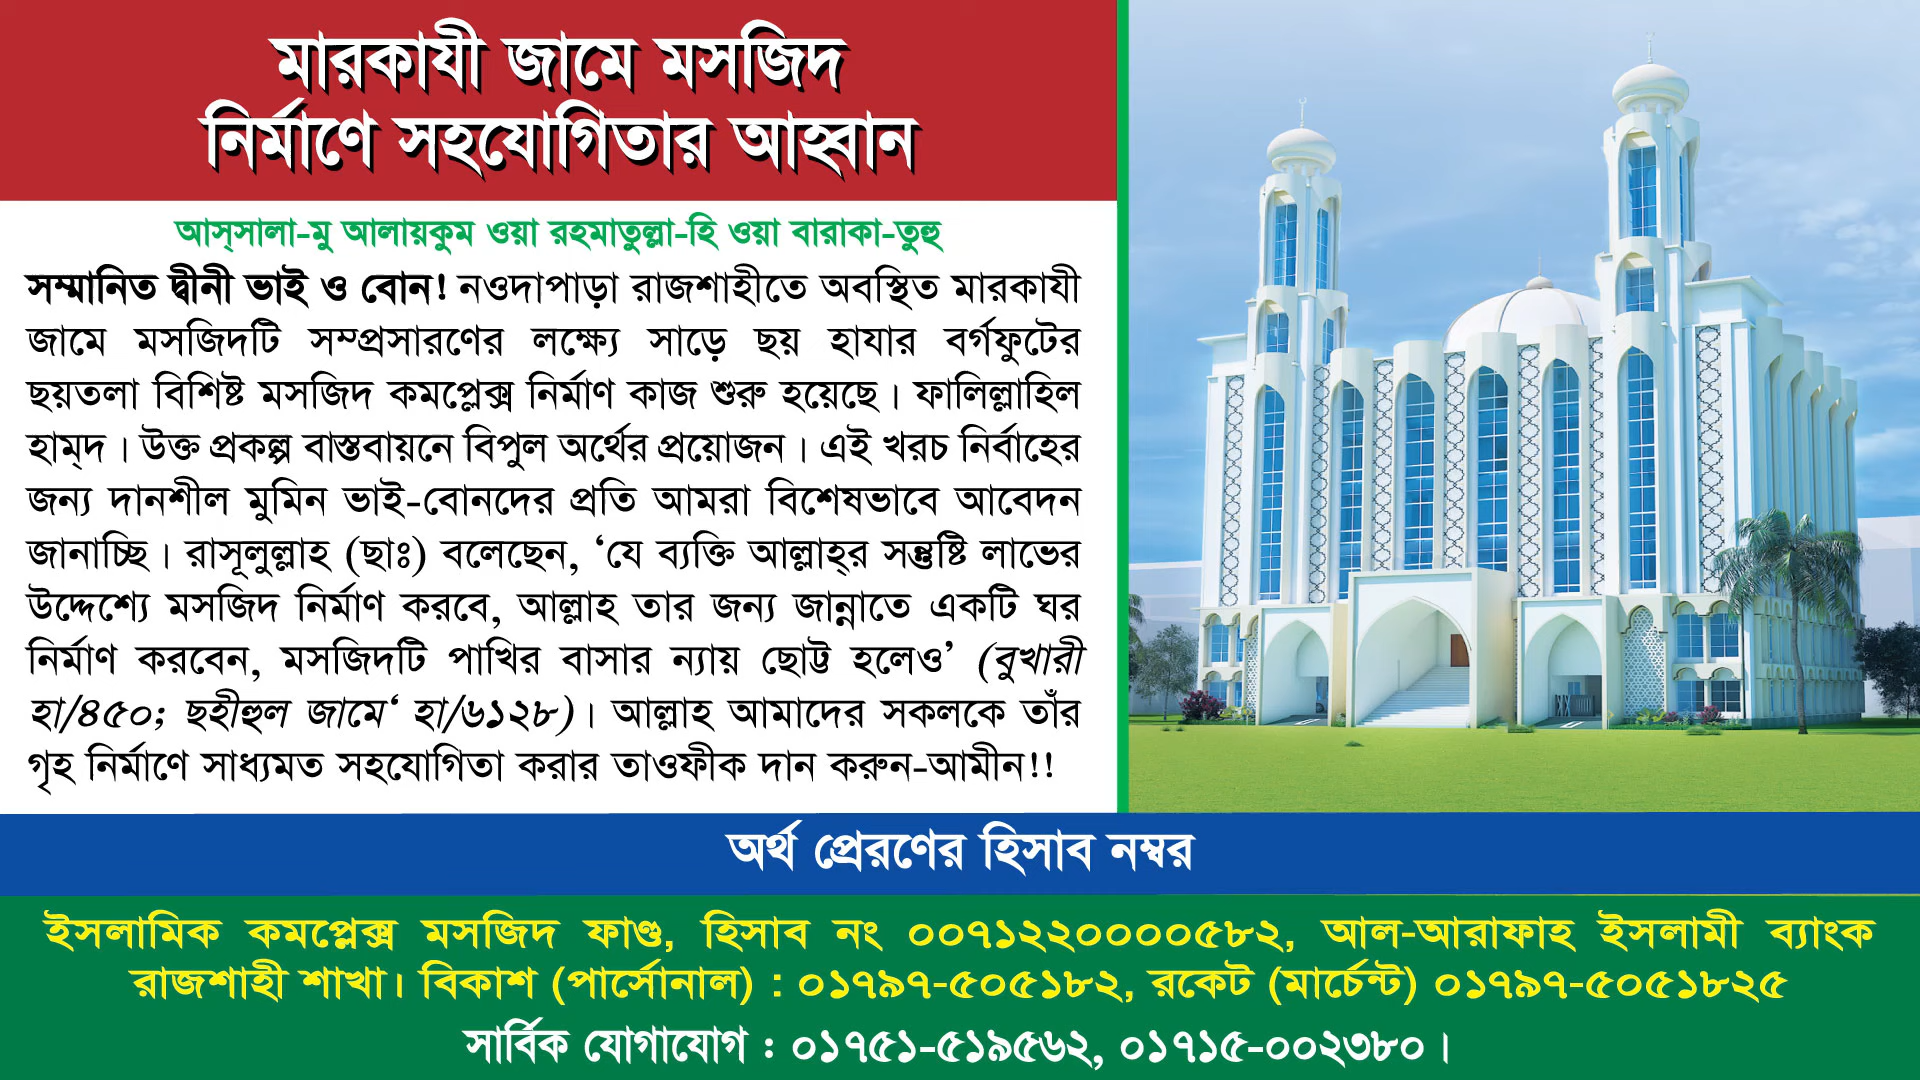 মারকাযী জামে মসজিদ
নির্মাণে সহযোগিতার আহ্বান
আস্সালা-মু আলায়কুম ওয়া রহমাতুল্লা-হি ওয়া বারাকা-তুহু
সম্মানিত দ্বীনী ভাই ও বোন! নওদাপাড়া রাজশাহীতে অবস্থিত মারকাযী
জামে মসজিদটি সম্প্রসারণের লক্ষ্যে সাড়ে ছয় হাযার বর্গফুটের
ছয়তলা বিশিষ্ট মসজিদ কমপ্লেক্স নির্মাণ কাজ শুরু হয়েছে। ফালিল্লাহিল
হাম্দ। উক্ত প্রকল্প বাস্তবায়নে বিপুল অর্থের প্রয়োজন। এই খরচ নির্বাহের
জন্য দানশীল মুমিন ভাই-বোনদের প্রতি আমরা বিশেষভাবে আবেদন
জানাচ্ছি। রাসূলুল্লাহ (ছাঃ) বলেছেন, ‘যে ব্যক্তি আল্লাহ্র সন্তুষ্টি লাভের
উদ্দেশ্যে মসজিদ নির্মাণ করবে, আল্লাহ তার জন্য জান্নাতে একটি ঘর
নির্মাণ করবেন, মসজিদটি পাখির বাসার ন্যায় ছোট্ট হলেও’ (বুখারী
হা/৪৫০; ছহীহুল জামে‘ হা/৬১২৮)। আল্লাহ আমাদের সকলকে তাঁর
গৃহ নির্মাণে সাধ্যমত সহযোগিতা করার তাওফীক দান করুন-আমীন!!
অর্থ প্রেরণের হিসাব নম্বর
ইসলামিক কমপ্লেক্স মসজিদ ফাণ্ড, হিসাব নং ০০৭১২২০০০০৫৮২, আল-আরাফাহ ইসলামী ব্যাংক
রাজশাহী শাখা। বিকাশ (পার্সোনাল) : ০১৭৯৭-৫০৫১৮২, রকেট (মার্চেন্ট) ০১৭৯৭-৫০৫১৮২৫
সার্বিক যোগাযোগ : ০১৭৫১-৫১৯৫৬২, ০১৭১৫-০০২৩৮০।